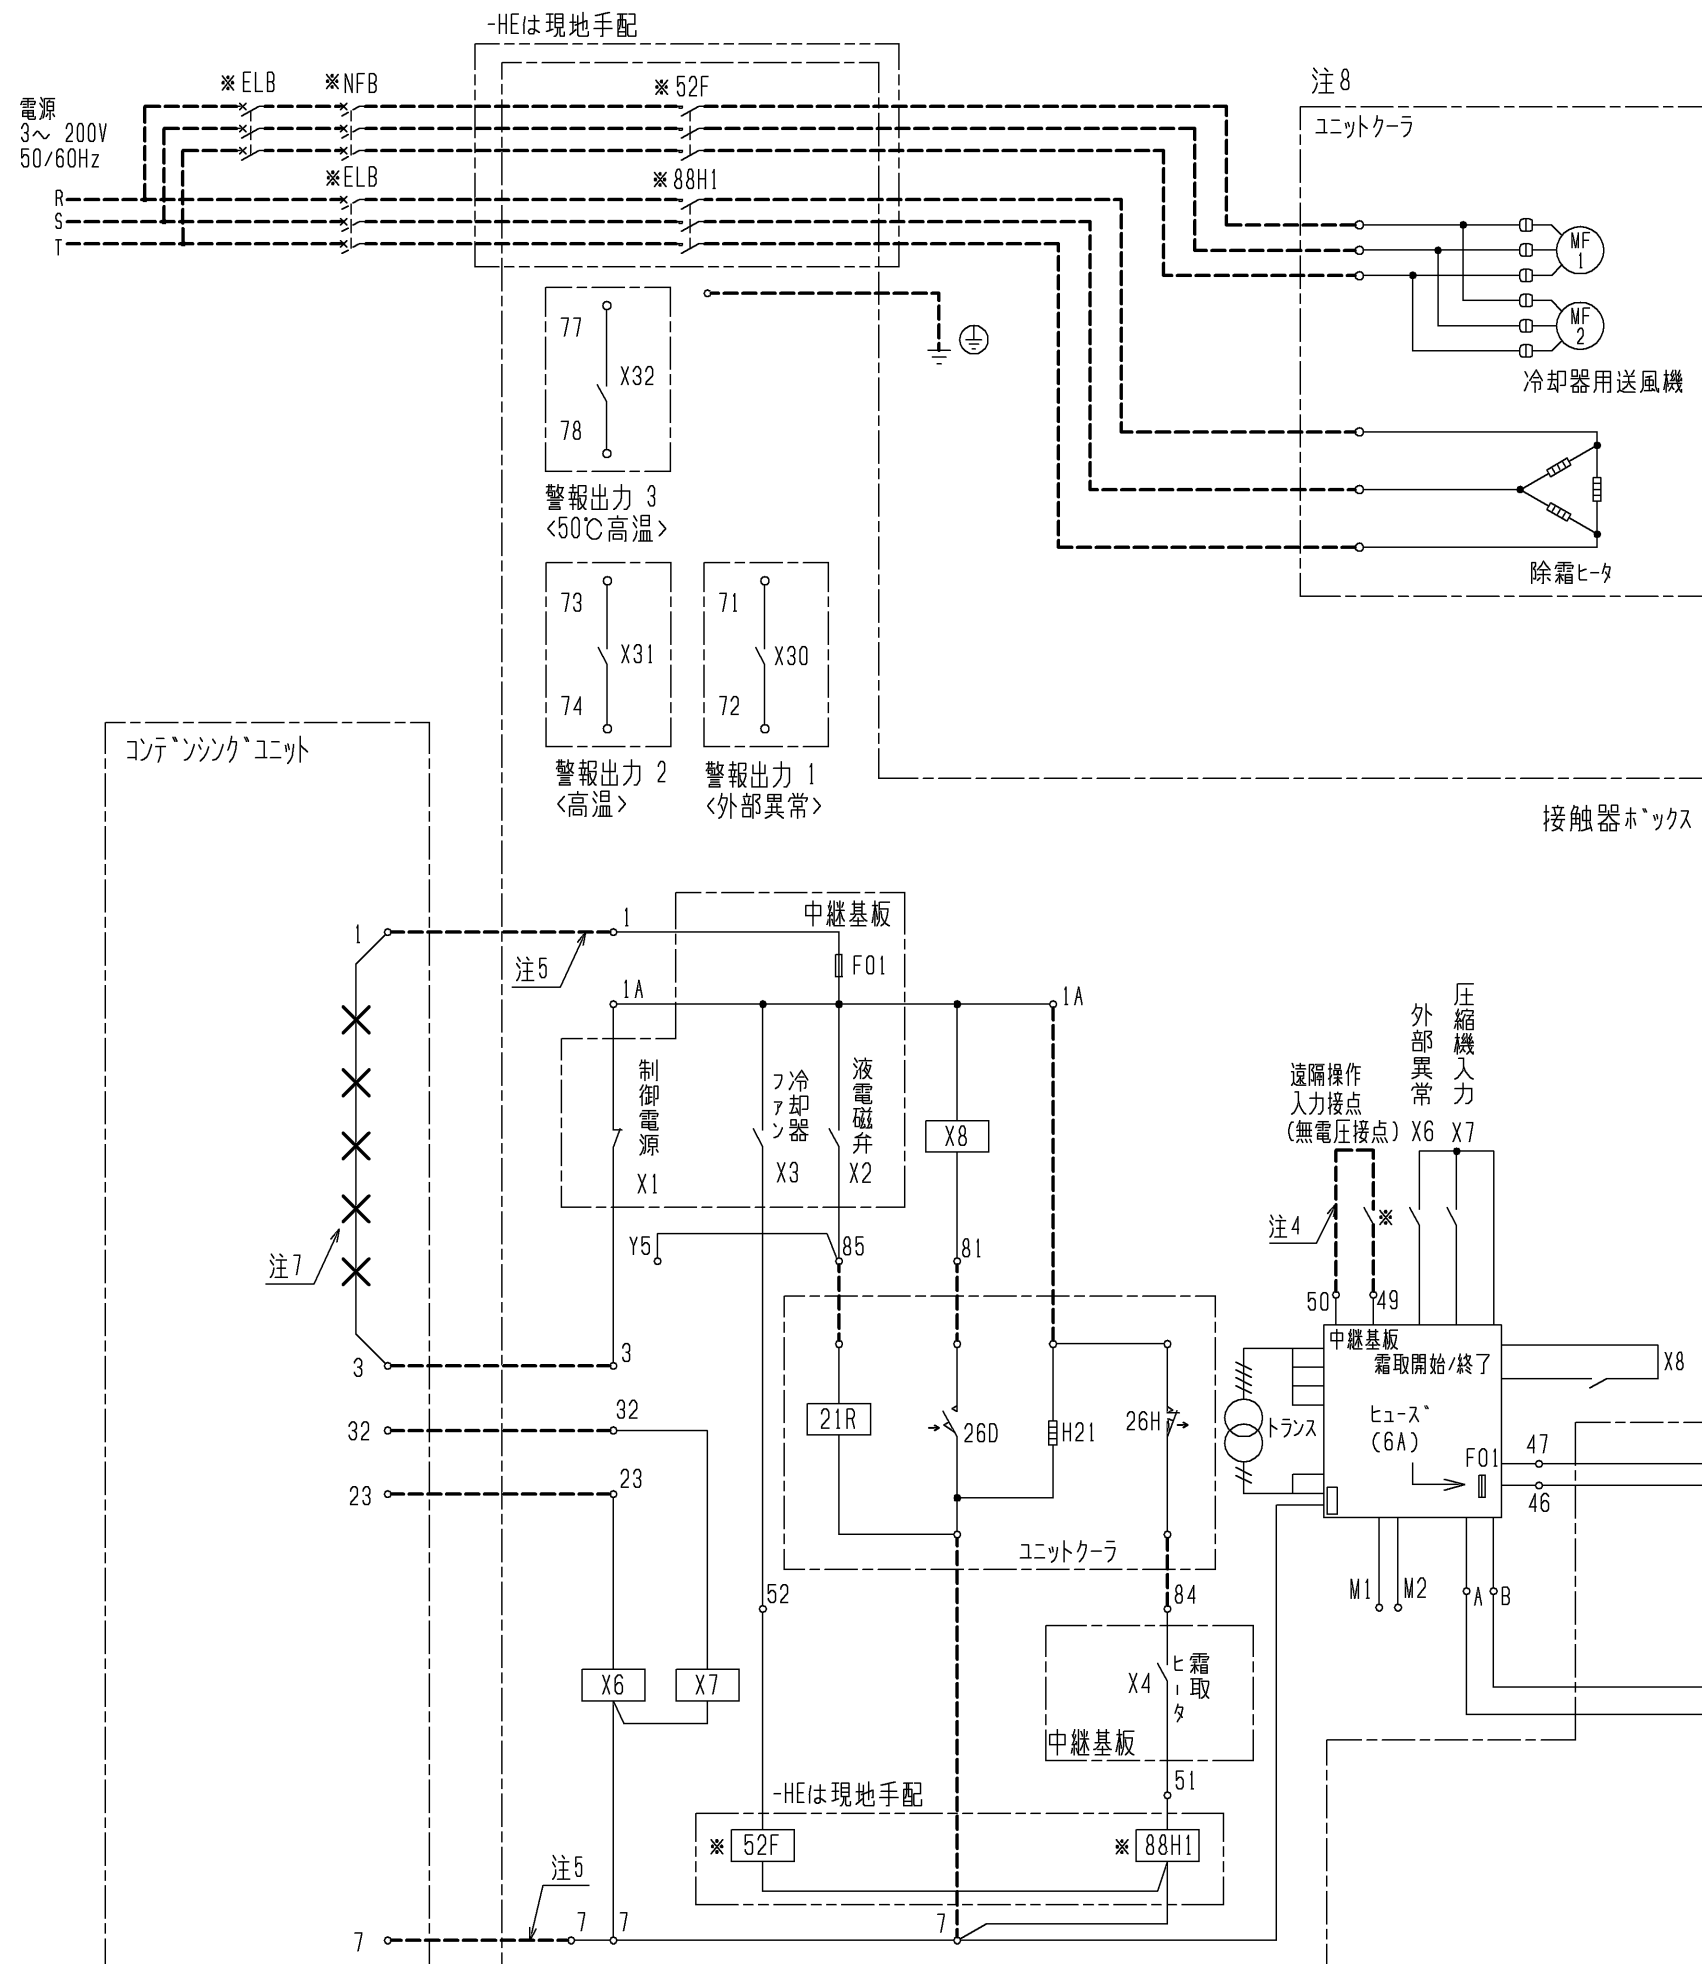 -HEは現地手配
※ELB
※NFB
※52F
注8
電源
3～ 200V
50/60Hz
ユニットクーラ
※ELB
※88H1
R
S
T
MF
1
MF
2
冷却器用送風機
77
X32
78
警報出力 3
<50℃高温>
除霜ヒータ
73
X31
74
警報出力 2
<高温>
71
X30
72
警報出力 1
<外部異常>
コンデンシングユニット
接触器ボックス
中継基板
1
1
注5
F01
1A
1A
制御電源
X1
冷却器
ファン
X3
液電磁弁
X2
X8
外部異常
X6
圧縮機入力
X7
遠隔操作
入力接点
(無電圧接点)
注4
※
50
49
注7
Y5
85
81
3
3
中継基板
霜取開始/終了
X8
ヒューズ
(6A)
F01
47
46
トランス
21R
26D
H21
26H
32
32
23
23
ユニットクーラ
M1
M2
A
B
52
84
X6
X7
X4
霜取
ヒータ
中継基板
51
-HEは現地手配
※
52F
※
88H1
注5
7
7
7
7